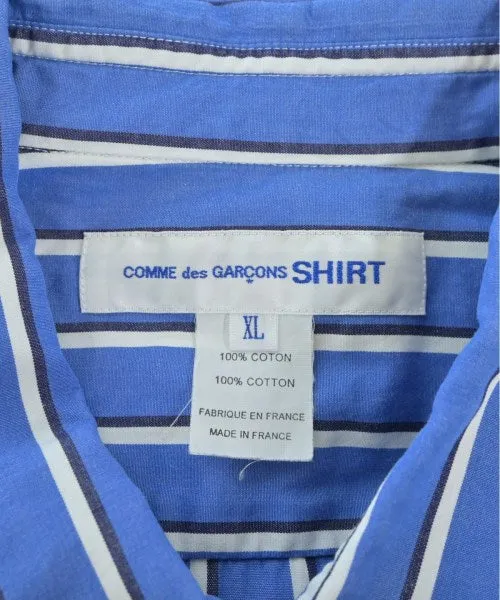 COMME des GARÇONS SHIRT
XL
100% COTON
100% COTTON
FABRIQUE EN FRANCE
MADE IN FRANCE